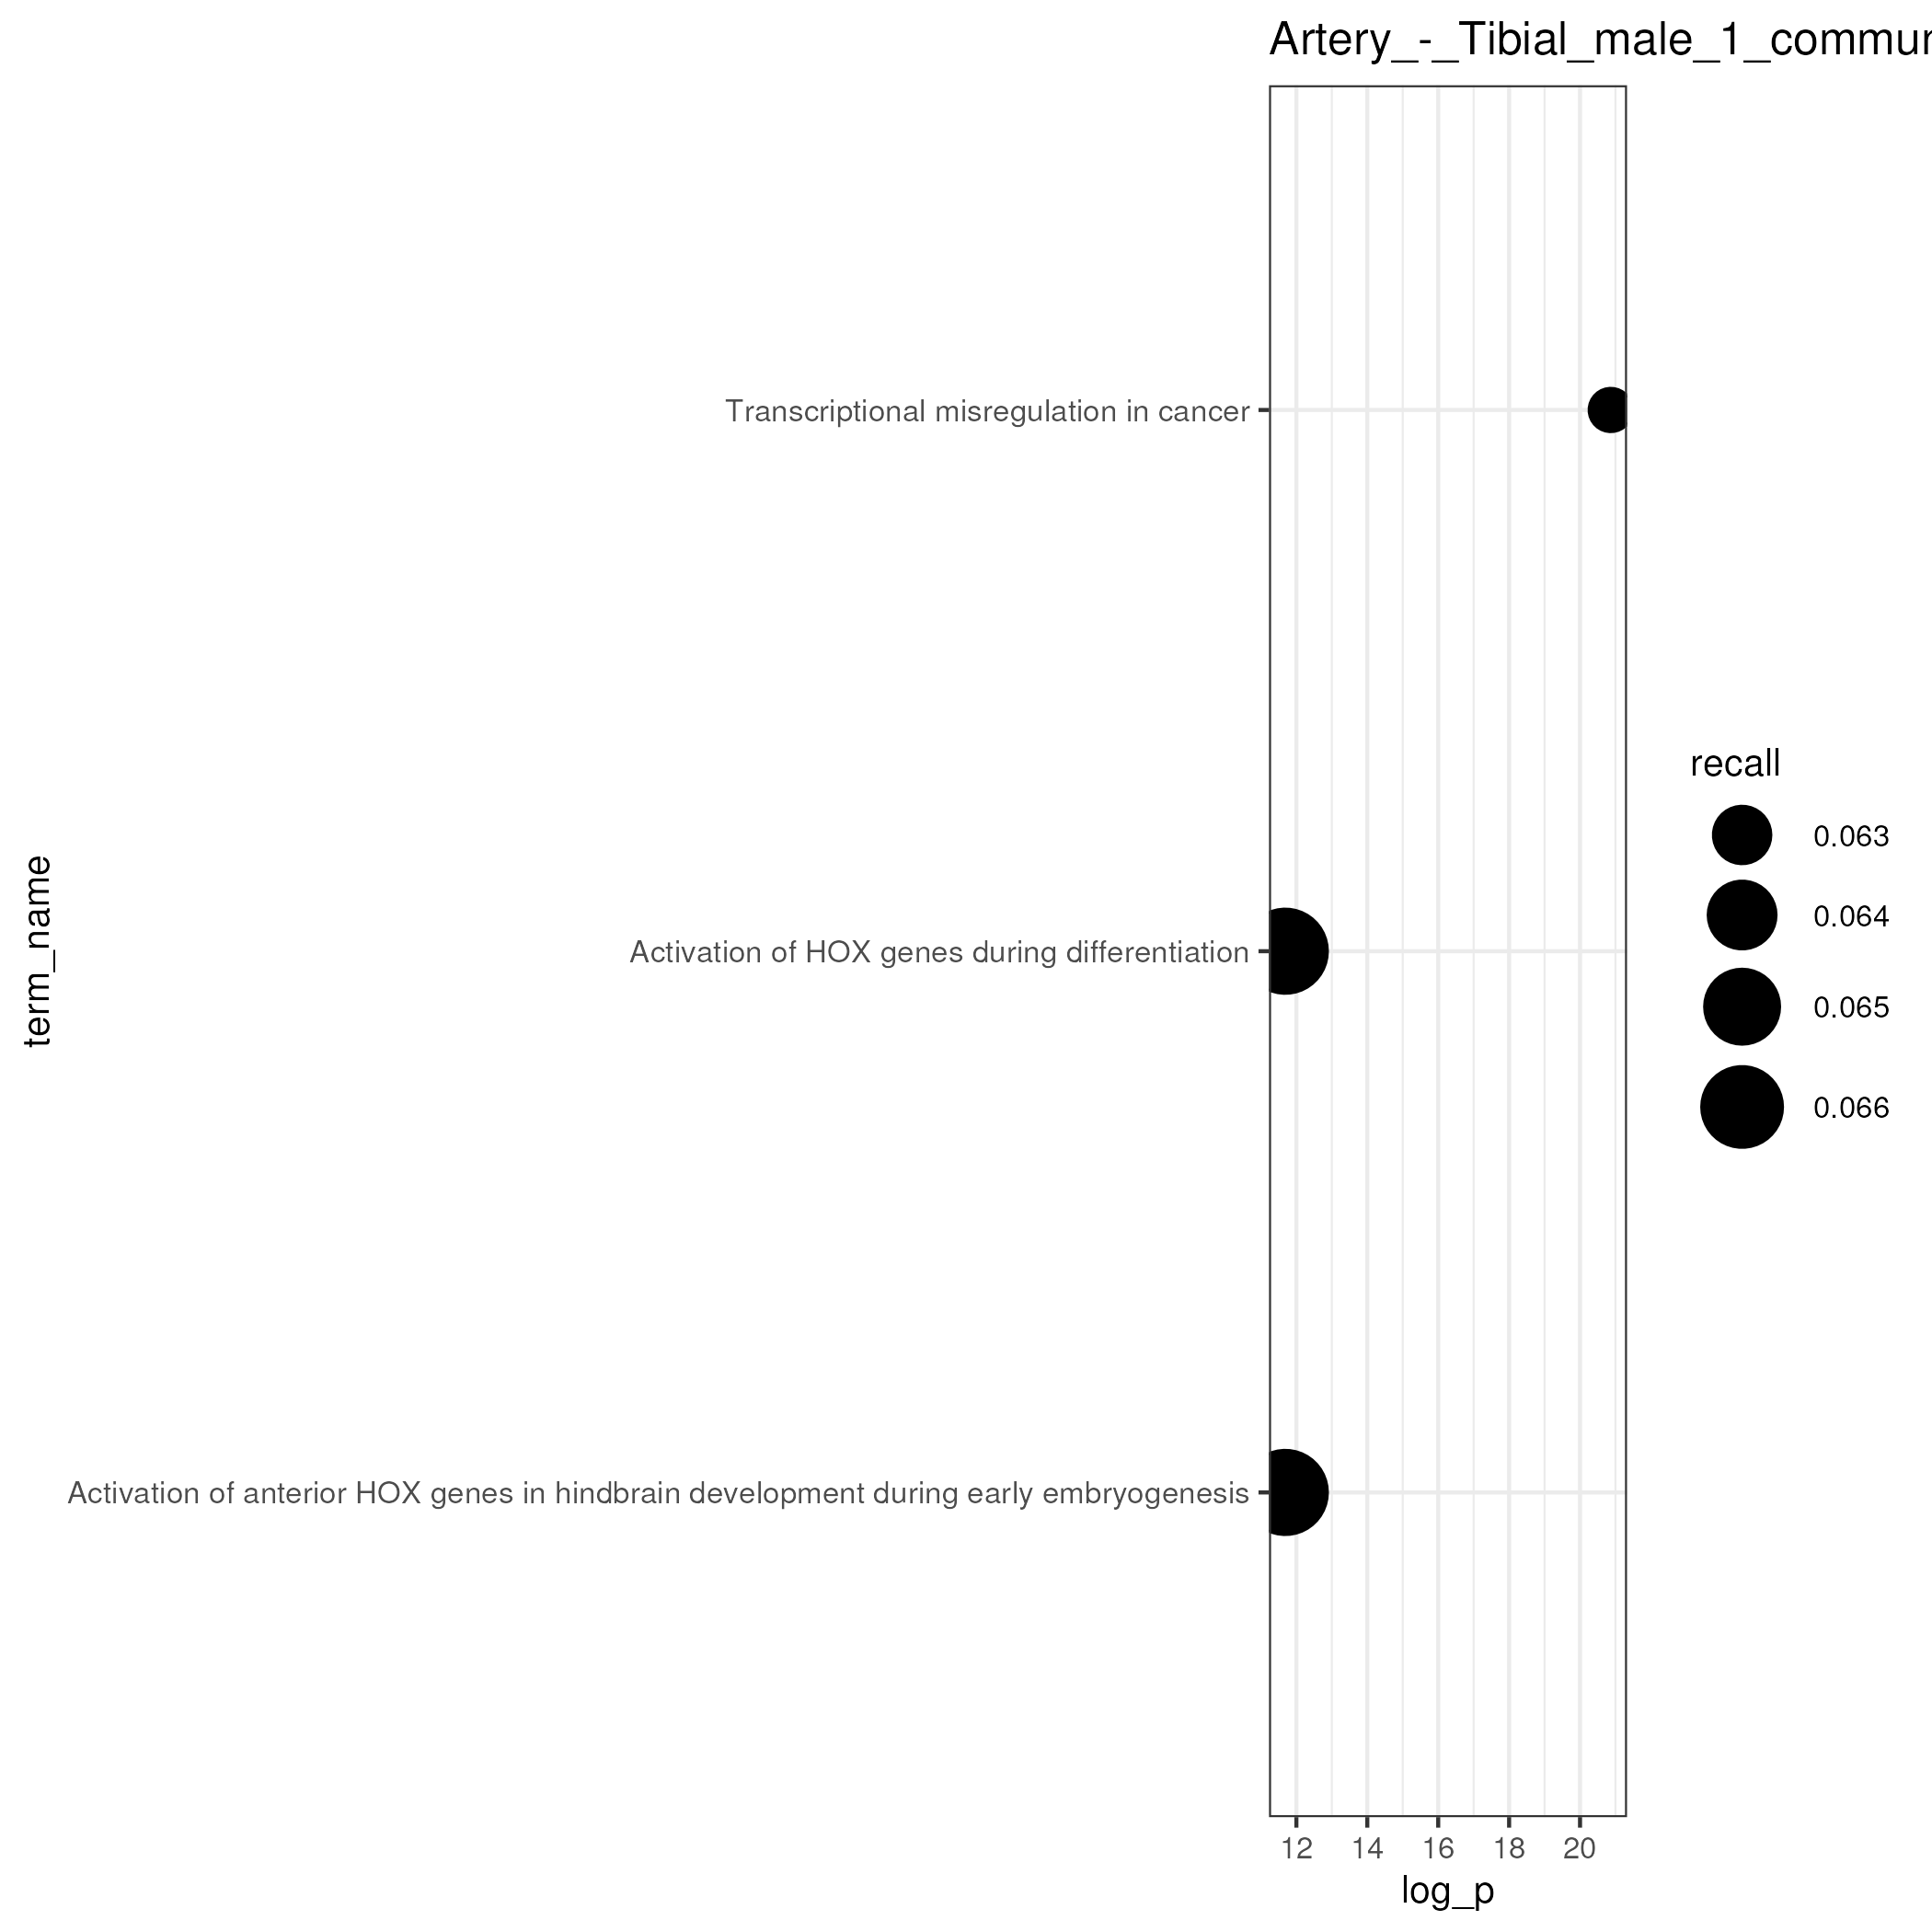 Artery_-_Tibial_male_1_commu
Transcriptional misregulation in cancer
Activation of HOX genes during differentiation
Activation of anterior HOX genes in hindbrain development during early embryogenesis
term_name
12 14 16 18 20
log_p
recall
0.063
0.064
0.065
0.066